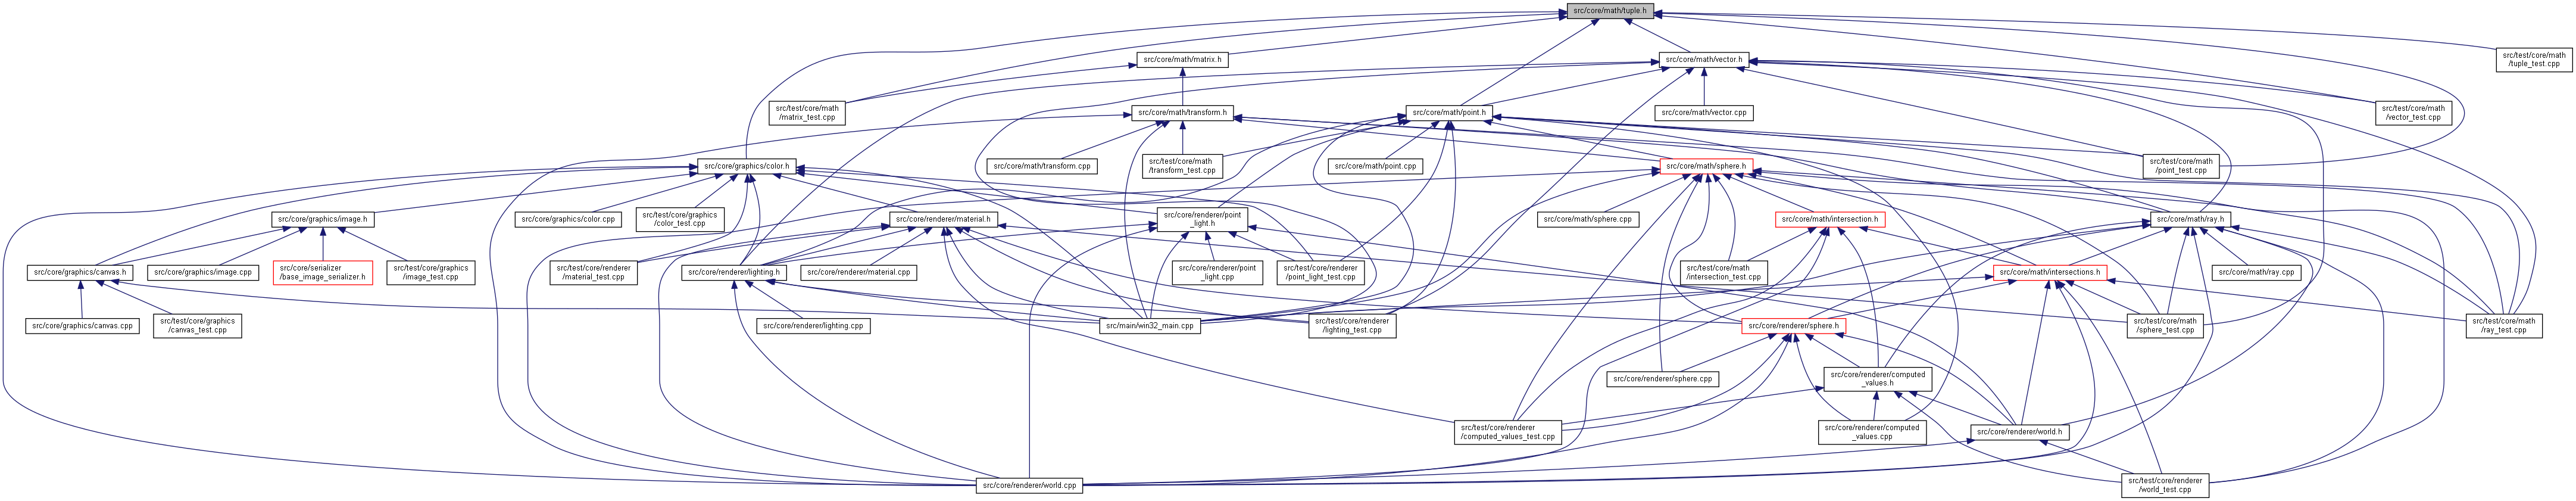 src/core/math/tuple.h
src/core/math/matrix.h
src/core/math/vector.h
src/test/core/math
/tuple_test.cpp
src/test/core/math
/matrix_test.cpp
src/core/math/transform.h
src/core/math/point.h
src/core/math/vector.cpp
src/test/core/math
/vector_test.cpp
src/core/graphics/color.h
src/core/math/transform.cpp
src/test/core/math
/transform_test.cpp
src/core/math/point.cpp
src/core/math/sphere.h
src/test/core/math
/point_test.cpp
src/core/graphics/image.h
src/core/graphics/color.cpp
src/test/core/graphics
/color_test.cpp
src/core/renderer/material.h
src/core/renderer/point
_light.h
src/core/math/sphere.cpp
src/core/math/intersection.h
src/core/math/ray.h
src/core/graphics/canvas.h
src/core/graphics/image.cpp
src/core/serializer
/base_image_serializer.h
src/test/core/graphics
/image_test.cpp
src/test/core/renderer
/material_test.cpp
src/core/renderer/lighting.h
src/core/renderer/material.cpp
src/core/renderer/point
_light.cpp
src/test/core/renderer
/point_light_test.cpp
src/test/core/math
/intersection_test.cpp
src/core/math/intersections.h
src/core/math/ray.cpp
src/core/graphics/canvas.cpp
src/test/core/graphics
/canvas_test.cpp
src/core/renderer/lighting.cpp
src/main/win32_main.cpp
src/test/core/renderer
/lighting_test.cpp
src/core/renderer/sphere.h
src/test/core/math
/sphere_test.cpp
src/test/core/math
/ray_test.cpp
src/core/renderer/sphere.cpp
src/core/renderer/computed
_values.h
src/test/core/renderer
/computed_values_test.cpp
src/core/renderer/computed
_values.cpp
src/core/renderer/world.h
src/core/renderer/world.cpp
src/test/core/renderer
/world_test.cpp